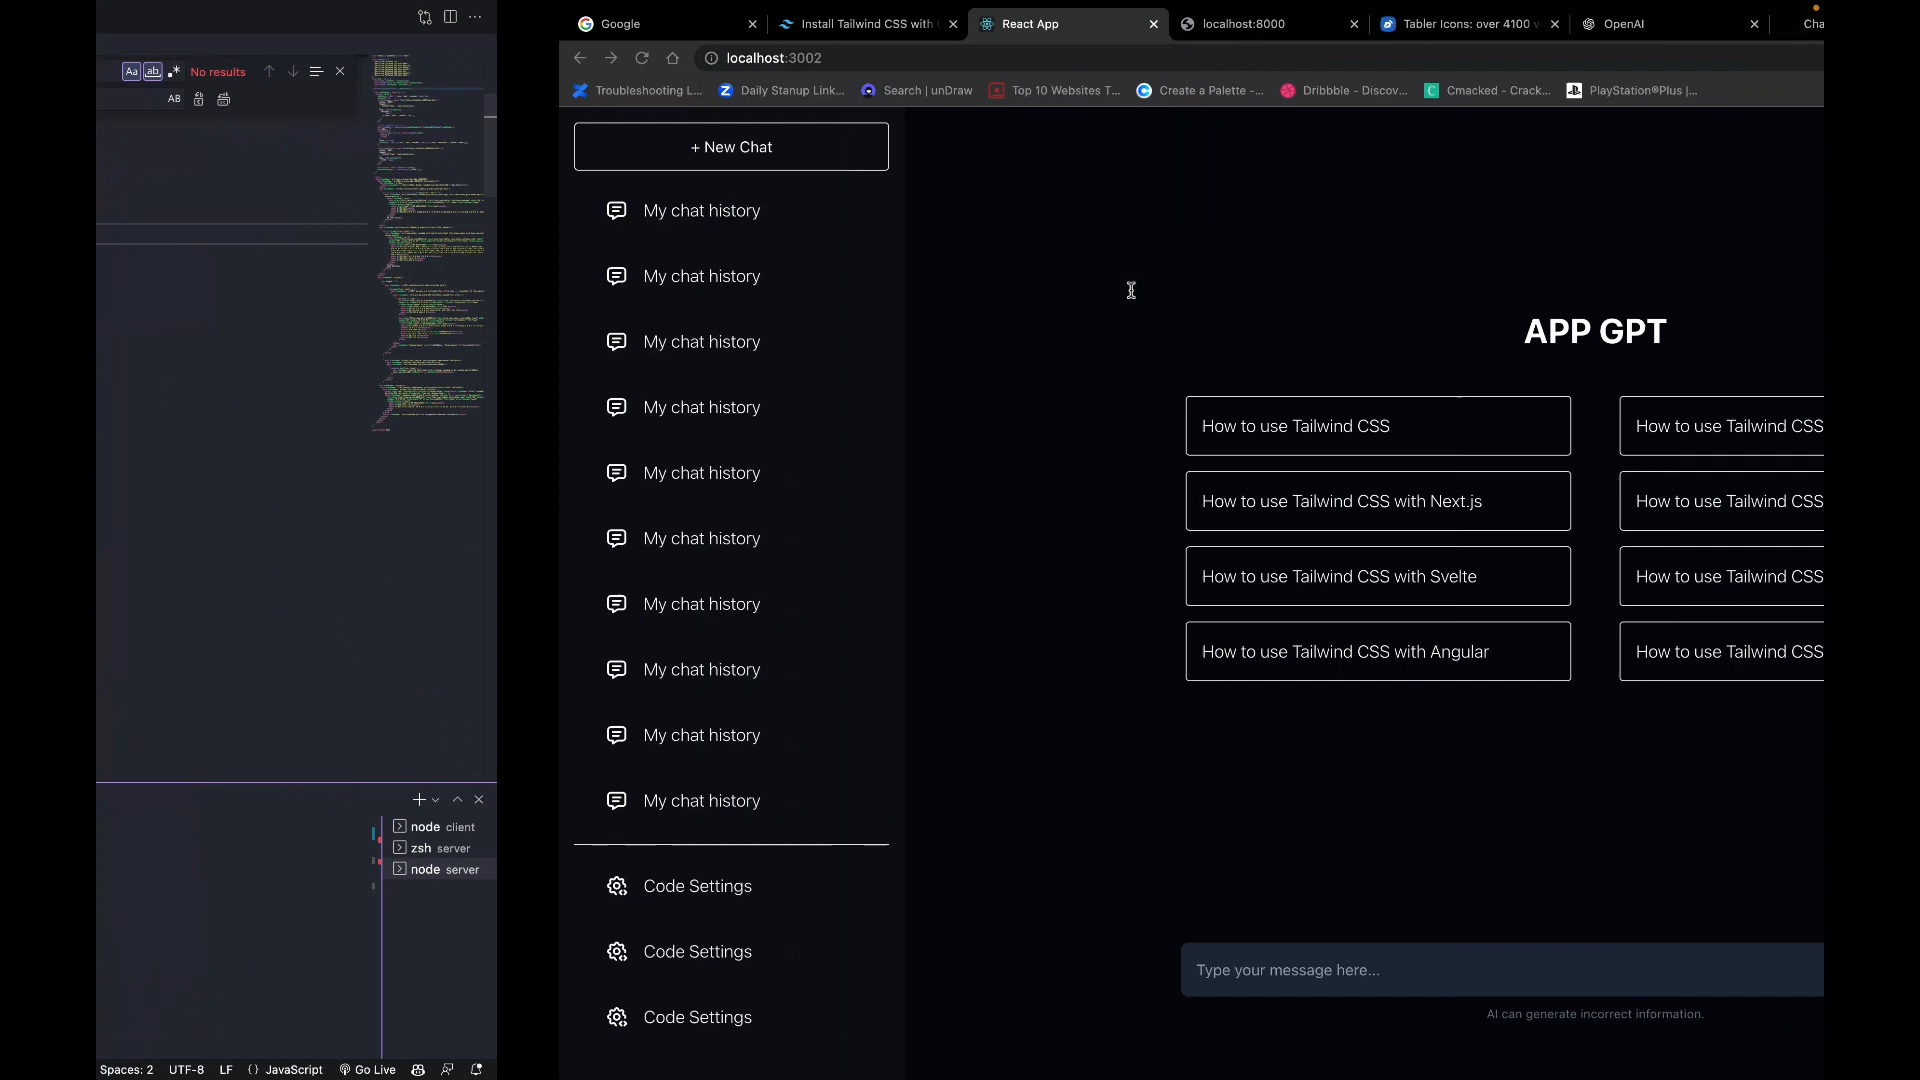 Aa ab No results
AB
node client
zsh server
node server
Spaces: 2 UTF-8 LF {} JavaScript Go Live
Google
Install Tailwind CSS with
React App
localhost:8000
Tabler Icons: over 4100 v
OpenAI
Cha
localhost:3002
Troubleshooting L...
Daily Stanup Link...
Search | unDraw
Top 10 Websites T...
Create a Palette -...
Dribbble - Discov...
Cmacked - Crack...
PlayStation®Plus |...
+ New Chat
My chat history
My chat history
My chat history
My chat history
My chat history
My chat history
My chat history
My chat history
My chat history
My chat history
Code Settings
Code Settings
Code Settings
APP GPT
How to use Tailwind CSS
How to use Tailwind CSS
How to use Tailwind CSS with Next.js
How to use Tailwind CSS
How to use Tailwind CSS with Svelte
How to use Tailwind CSS
How to use Tailwind CSS with Angular
How to use Tailwind CSS
Type your message here...
AI can generate incorrect information.